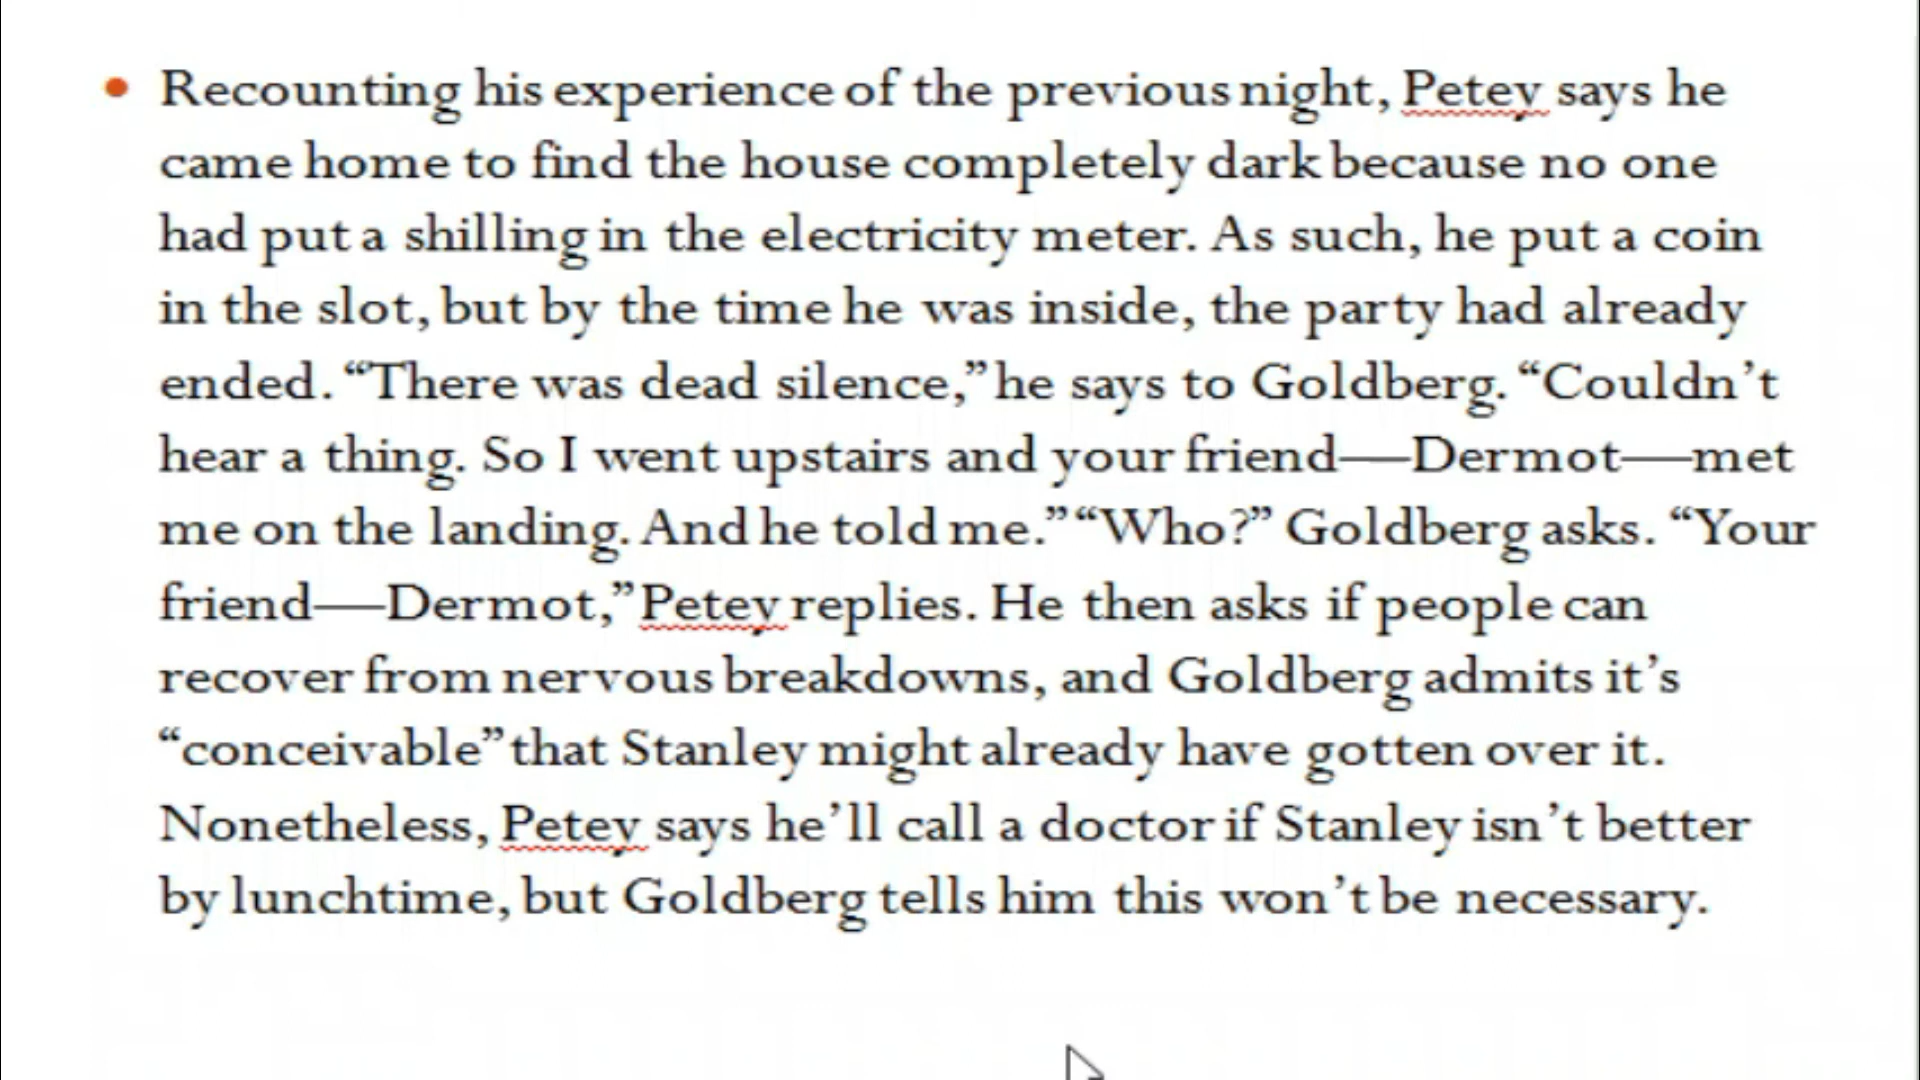 • Recounting his experience of the previous night, Petey says he
came home to find the house completely dark because no one
had put a shilling in the electricity meter. As such, he put a coin
in the slot, but by the time he was inside, the party had already
ended. “There was dead silence,” he says to Goldberg. “Couldn’t
hear a thing. So I went upstairs and your friend—Dermot—met
me on the landing. And he told me.” “Who?” Goldberg asks. “Your
friend—Dermot,” Petey replies. He then asks if people can
recover from nervous breakdowns, and Goldberg admits it’s
“conceivable” that Stanley might already have gotten over it.
Nonetheless, Petey says he’ll call a doctor if Stanley isn’t better
by lunchtime, but Goldberg tells him this won’t be necessary.